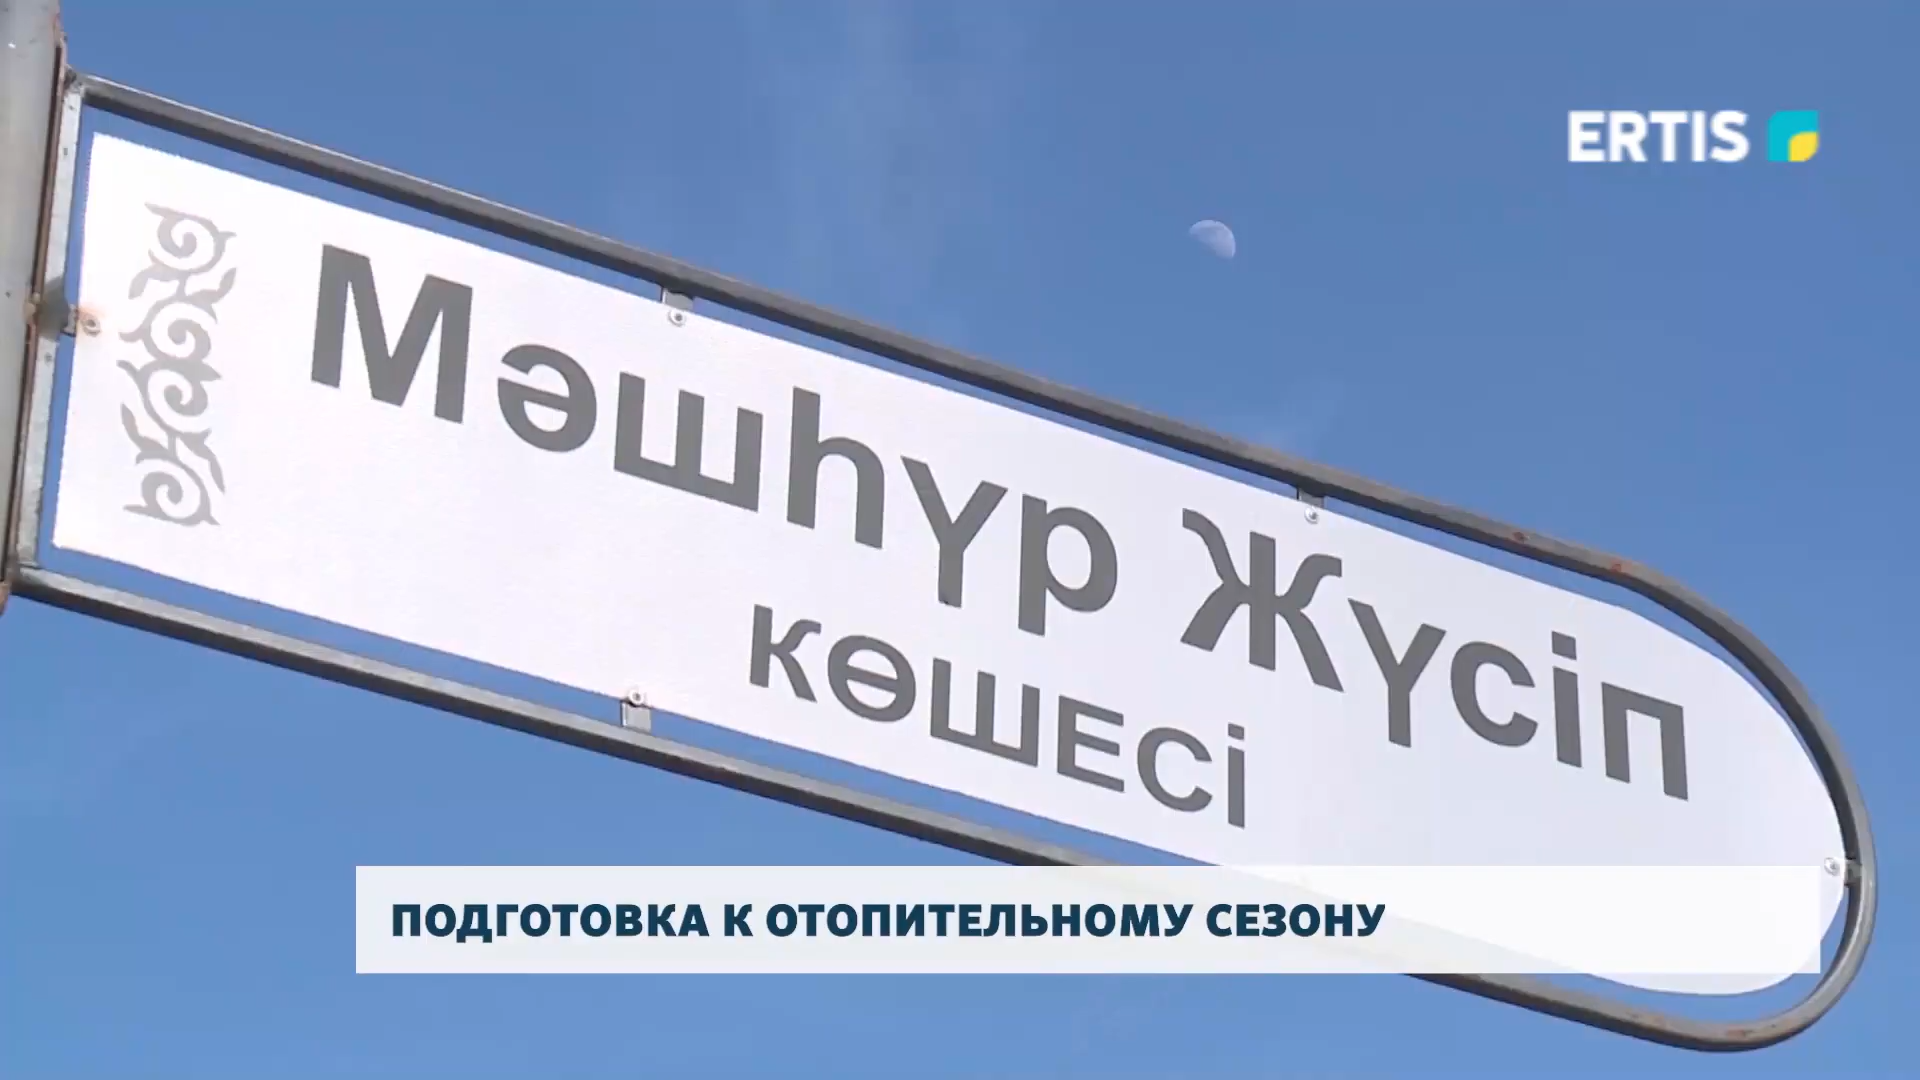 ERTIS
Мәшһүр Жүсіп
көшесі
ПОДГОТОВКА К ОТОПИТЕЛЬНОМУ СЕЗОНУ